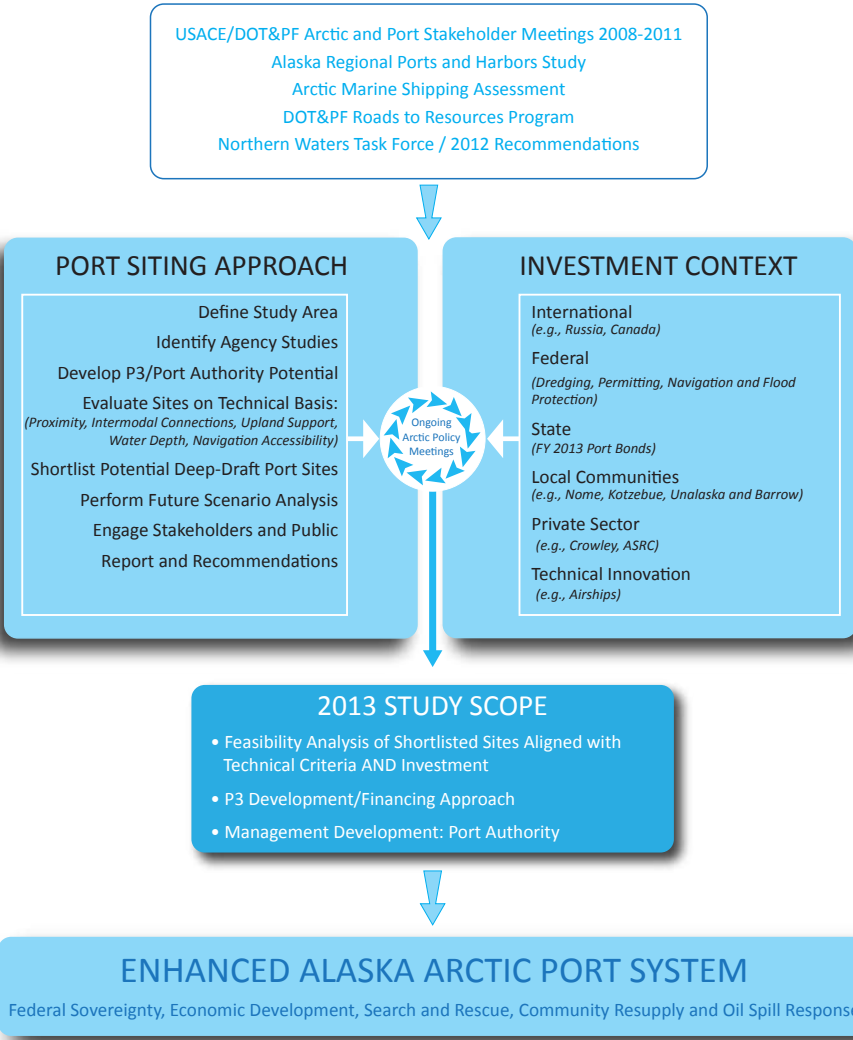 USACE/DOT&PF Arctic and Port Stakeholder Meetings 2008-2011
Alaska Regional Ports and Harbors Study
Arctic Marine Shipping Assessment
DOT&PF Roads to Resources Program
Northern Waters Task Force / 2012 Recommendations
PORT SITING APPROACH
Define Study Area
Identify Agency Studies
Develop P3/Port Authority Potential
Evaluate Sites on Technical Basis:
(Proximity, Intermodal Connections, Upland Support,
Water Depth, Navigation Accessibility)
Shortlist Potential Deep-Draft Port Sites
Perform Future Scenario Analysis
Engage Stakeholders and Public
Report and Recommendations
Ongoing
Arctic Policy
Meetings
INVESTMENT CONTEXT
International
(e.g., Russia, Canada)
Federal
(Dredging, Permitting, Navigation and Flood
Protection)
State
(FY 2013 Port Bonds)
Local Communities
(e.g., Nome, Kotzebue, Unalaska and Barrow)
Private Sector
(e.g., Crowley, ASRC)
Technical Innovation
(e.g., Airships)
2013 STUDY SCOPE
• Feasibility Analysis of Shortlisted Sites Aligned with
Technical Criteria AND Investment
• P3 Development/Financing Approach
• Management Development: Port Authority
ENHANCED ALASKA ARCTIC PORT SYSTEM
Federal Sovereignty, Economic Development, Search and Rescue, Community Resupply and Oil Spill Response